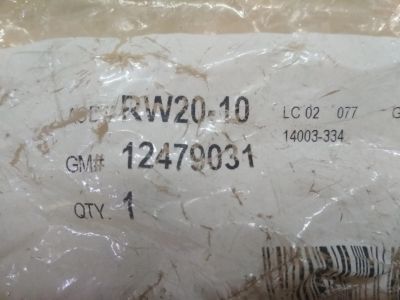 RW20-10 LC 02 077 G
14003-334
GM# 12479031
QTY. 1